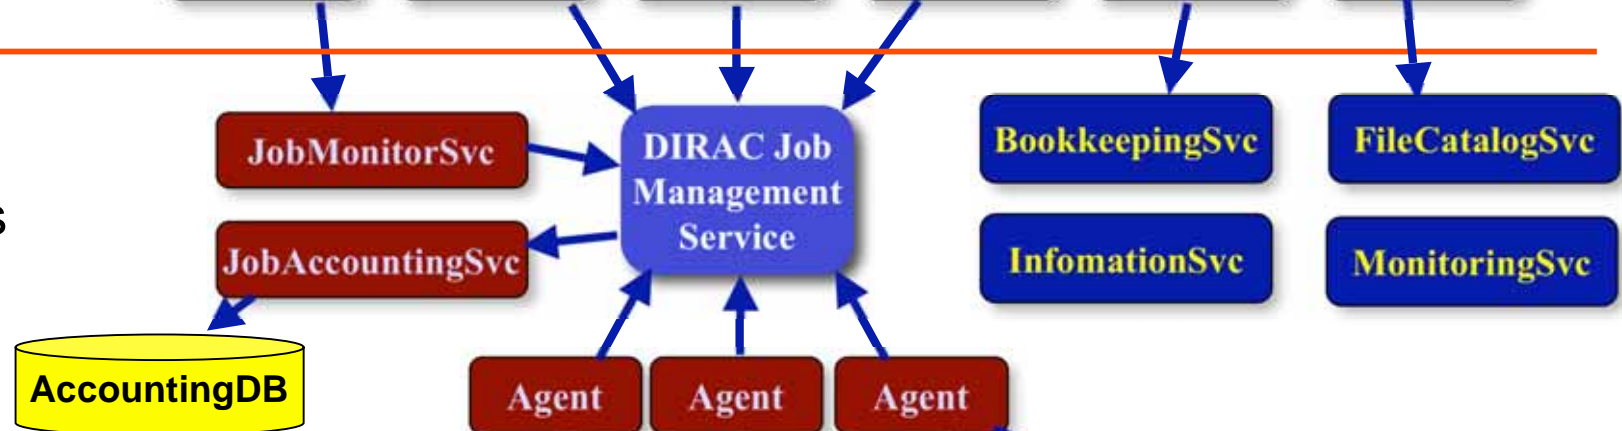 JobMonitorSvc
DIRAC Job
Management
Service
BookkeepingSvc
FileCatalogSvc
s
JobAccountingSvc
InfomationSvc
MonitoringSvc
AccountingDB
Agent
Agent
Agent